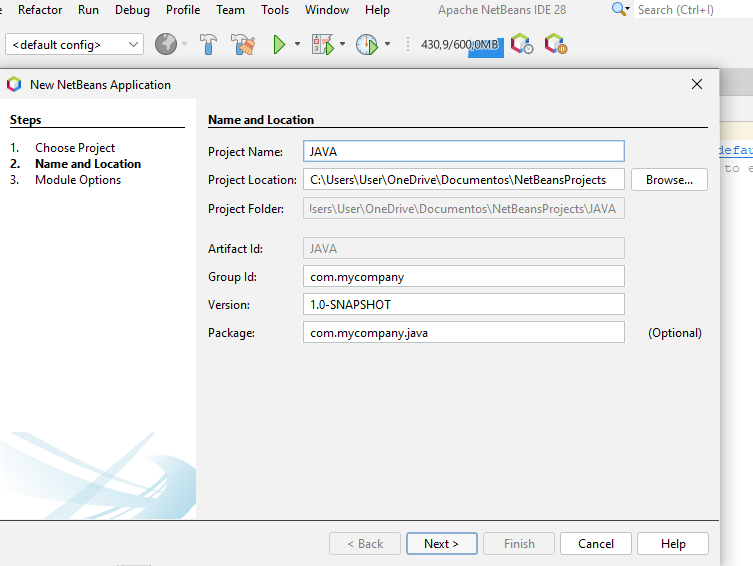 Refactor Run Debug Profile Team Tools Window Help Apache NetBeans IDE 28 Search (Ctrl+I)
<default config> 430,9/600,0MB
New NetBeans Application
Steps
1. Choose Project
2. Name and Location
3. Module Options
Name and Location
Project Name: JAVA
Project Location: C:\Users\User\OneDrive\Documentos\NetBeansProjects Browse...
Project Folder: Jsers\User\OneDrive\Documentos\NetBeansProjects\JAVA
Artifact Id: JAVA
Group Id: com.mycompany
Version: 1.0-SNAPSHOT
Package: com.mycompany.java (Optional)
defau
to e
< Back Next > Finish Cancel Help